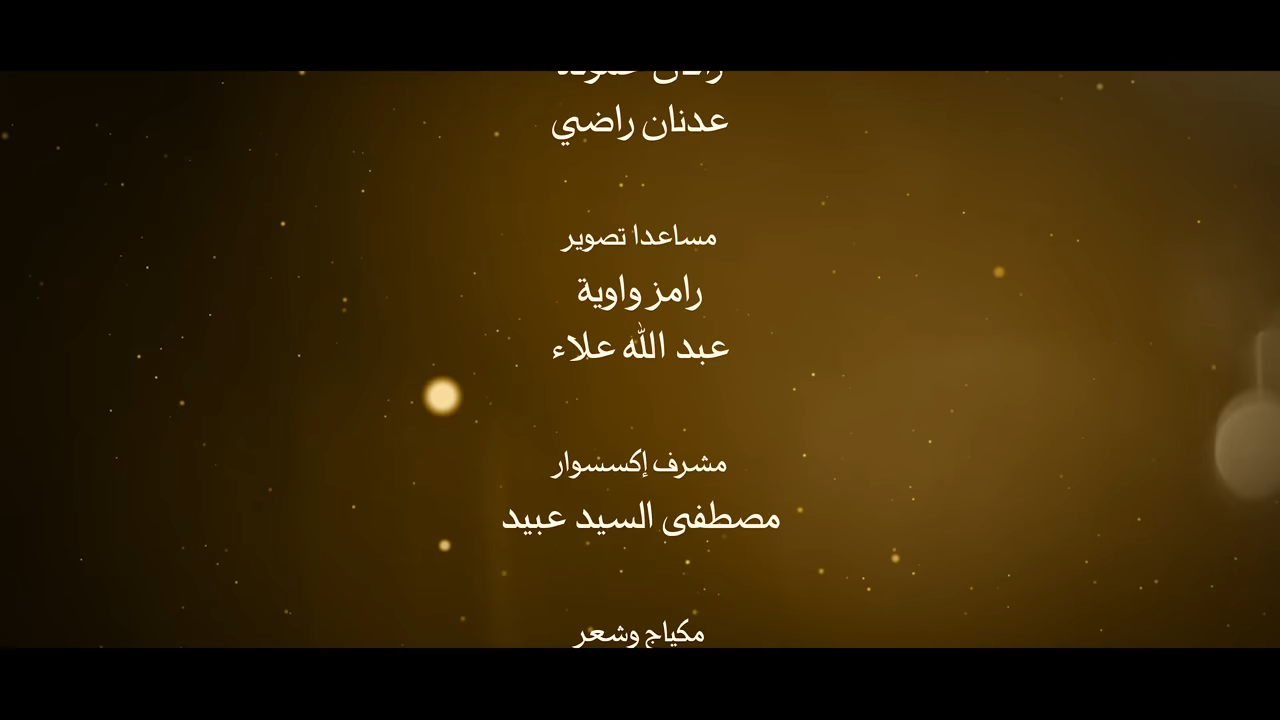 عدنان راضي
مساعدا تصوير
رامز واوية
عبد الله علاء
مشرف إكسسوار
مصطفى السيد عبيد
مكياج وشعر